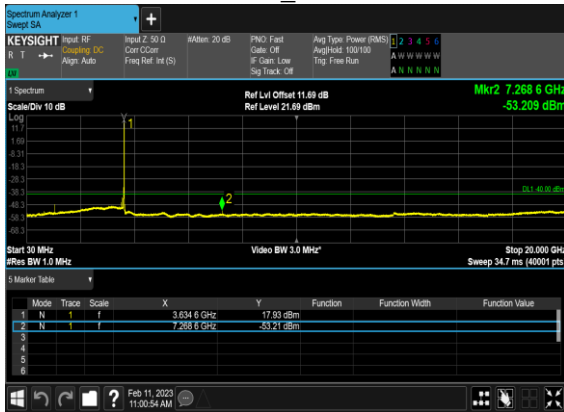 Spectrum Analyzer 1
Swept SA
+
KEYSIGHT
R T
LNI
Input: RF
Coupling: DC
Align: Auto
Input Z: 50 Ω
Corr CCorr
Freq Ref: Int (S)
#Atten: 20 dB
PNO: Fast
Gate: Off
IF Gain: Low
Sig Track: Off
Avg Type: Power (RMS)
Avg|Hold: 100/100
Trig: Free Run
1 2 3 4 5 6
A W W W W W
A N N N N N
1 Spectrum
Scale/Div 10 dB
Ref Lvl Offset 11.69 dB
Ref Level 21.69 dBm
Mkr2 7.268 6 GHz
-53.209 dBm
Log
11.7
1.69
-8.31
-18.3
-28.3
-38.3
-48.3
-58.3
-68.3
1
2
DL1 -40.00 dBm
Start 30 MHz
#Res BW 1.0 MHz
Video BW 3.0 MHz*
Stop 20.000 GHz
Sweep 34.7 ms (40001 pts)
5 Marker Table
Mode Trace Scale X Y Function Function Width Function Value
1 N 1 f 3.634 6 GHz 17.93 dBm
2 N 1 f 7.268 6 GHz -53.21 dBm
3
4
5
6
?
Feb 11, 2023
11:00:54 AM